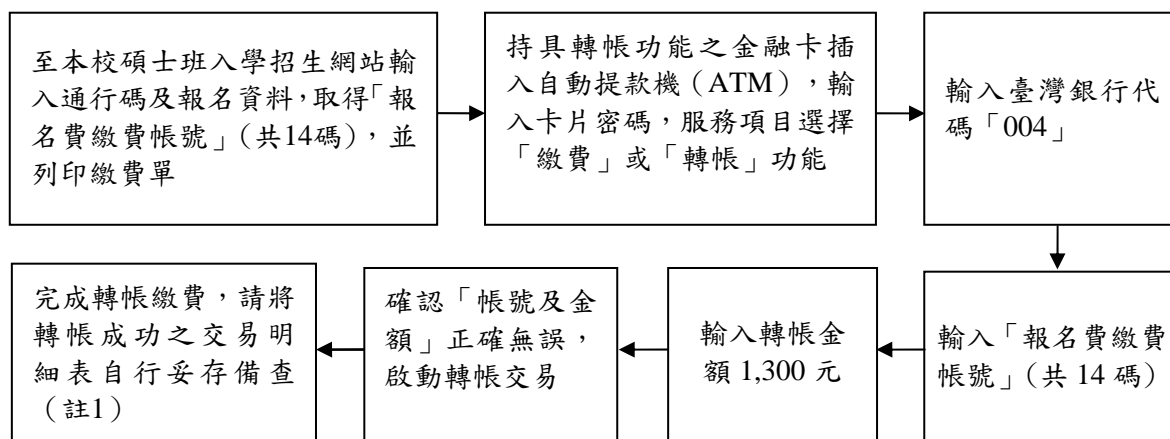 至本校碩士班入學招生網站輸
入通行碼及報名資料，取得「報
名費繳費帳號」（共14碼），並
列印繳費單
持具轉帳功能之金融卡插
入自動提款機（ATM），輸
入卡片密碼，服務項目選擇
「繳費」或「轉帳」功能
輸入臺灣銀行代
碼「004」
輸入「報名費繳費
帳號」（共 14 碼）
輸入轉帳金
額 1,300 元
確認「帳號及金
額」正確無誤，
啟動轉帳交易
完成轉帳繳費，請將
轉帳成功之交易明
細表自行妥存備查
（註1）